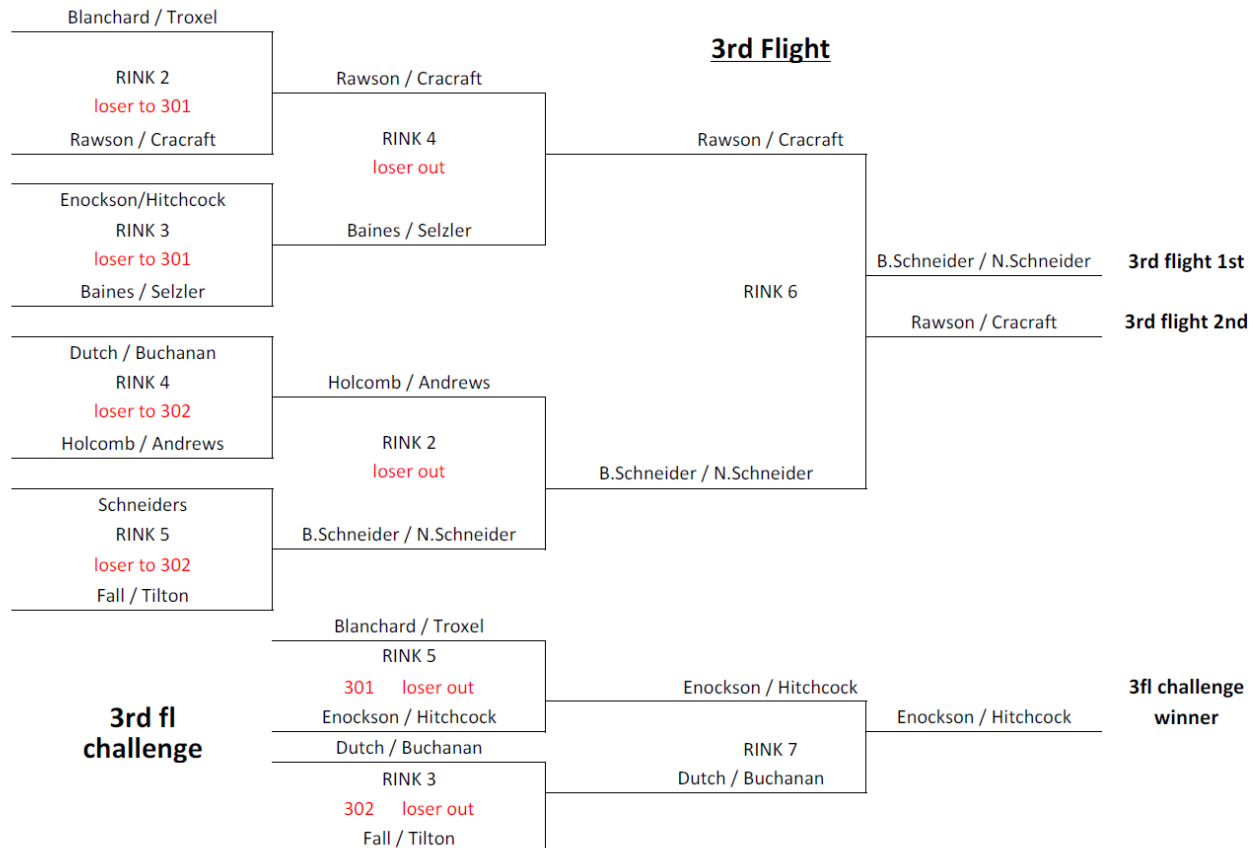 Blanchard / Troxel
3rd Flight
RINK 2
Rawson / Cracraft
loser to 301
Rawson / Cracraft
RINK 4
Rawson / Cracraft
loser out
Enockson/Hitchcock
RINK 3
Baines / Selzler
loser to 301
B.Schneider / N.Schneider
3rd flight 1st
Baines / Selzler
RINK 6
Rawson / Cracraft
3rd flight 2nd
Dutch / Buchanan
RINK 4
Holcomb / Andrews
loser to 302
Holcomb / Andrews
RINK 2
loser out
B.Schneider / N.Schneider
Schneiders
RINK 5
B.Schneider / N.Schneider
loser to 302
Fall / Tilton
Blanchard / Troxel
RINK 5
301 loser out
Enockson / Hitchcock
3fl challenge
winner
3rd fl
challenge
Enockson / Hitchcock
Enockson / Hitchcock
Dutch / Buchanan
RINK 7
RINK 3
Dutch / Buchanan
302 loser out
Fall / Tilton